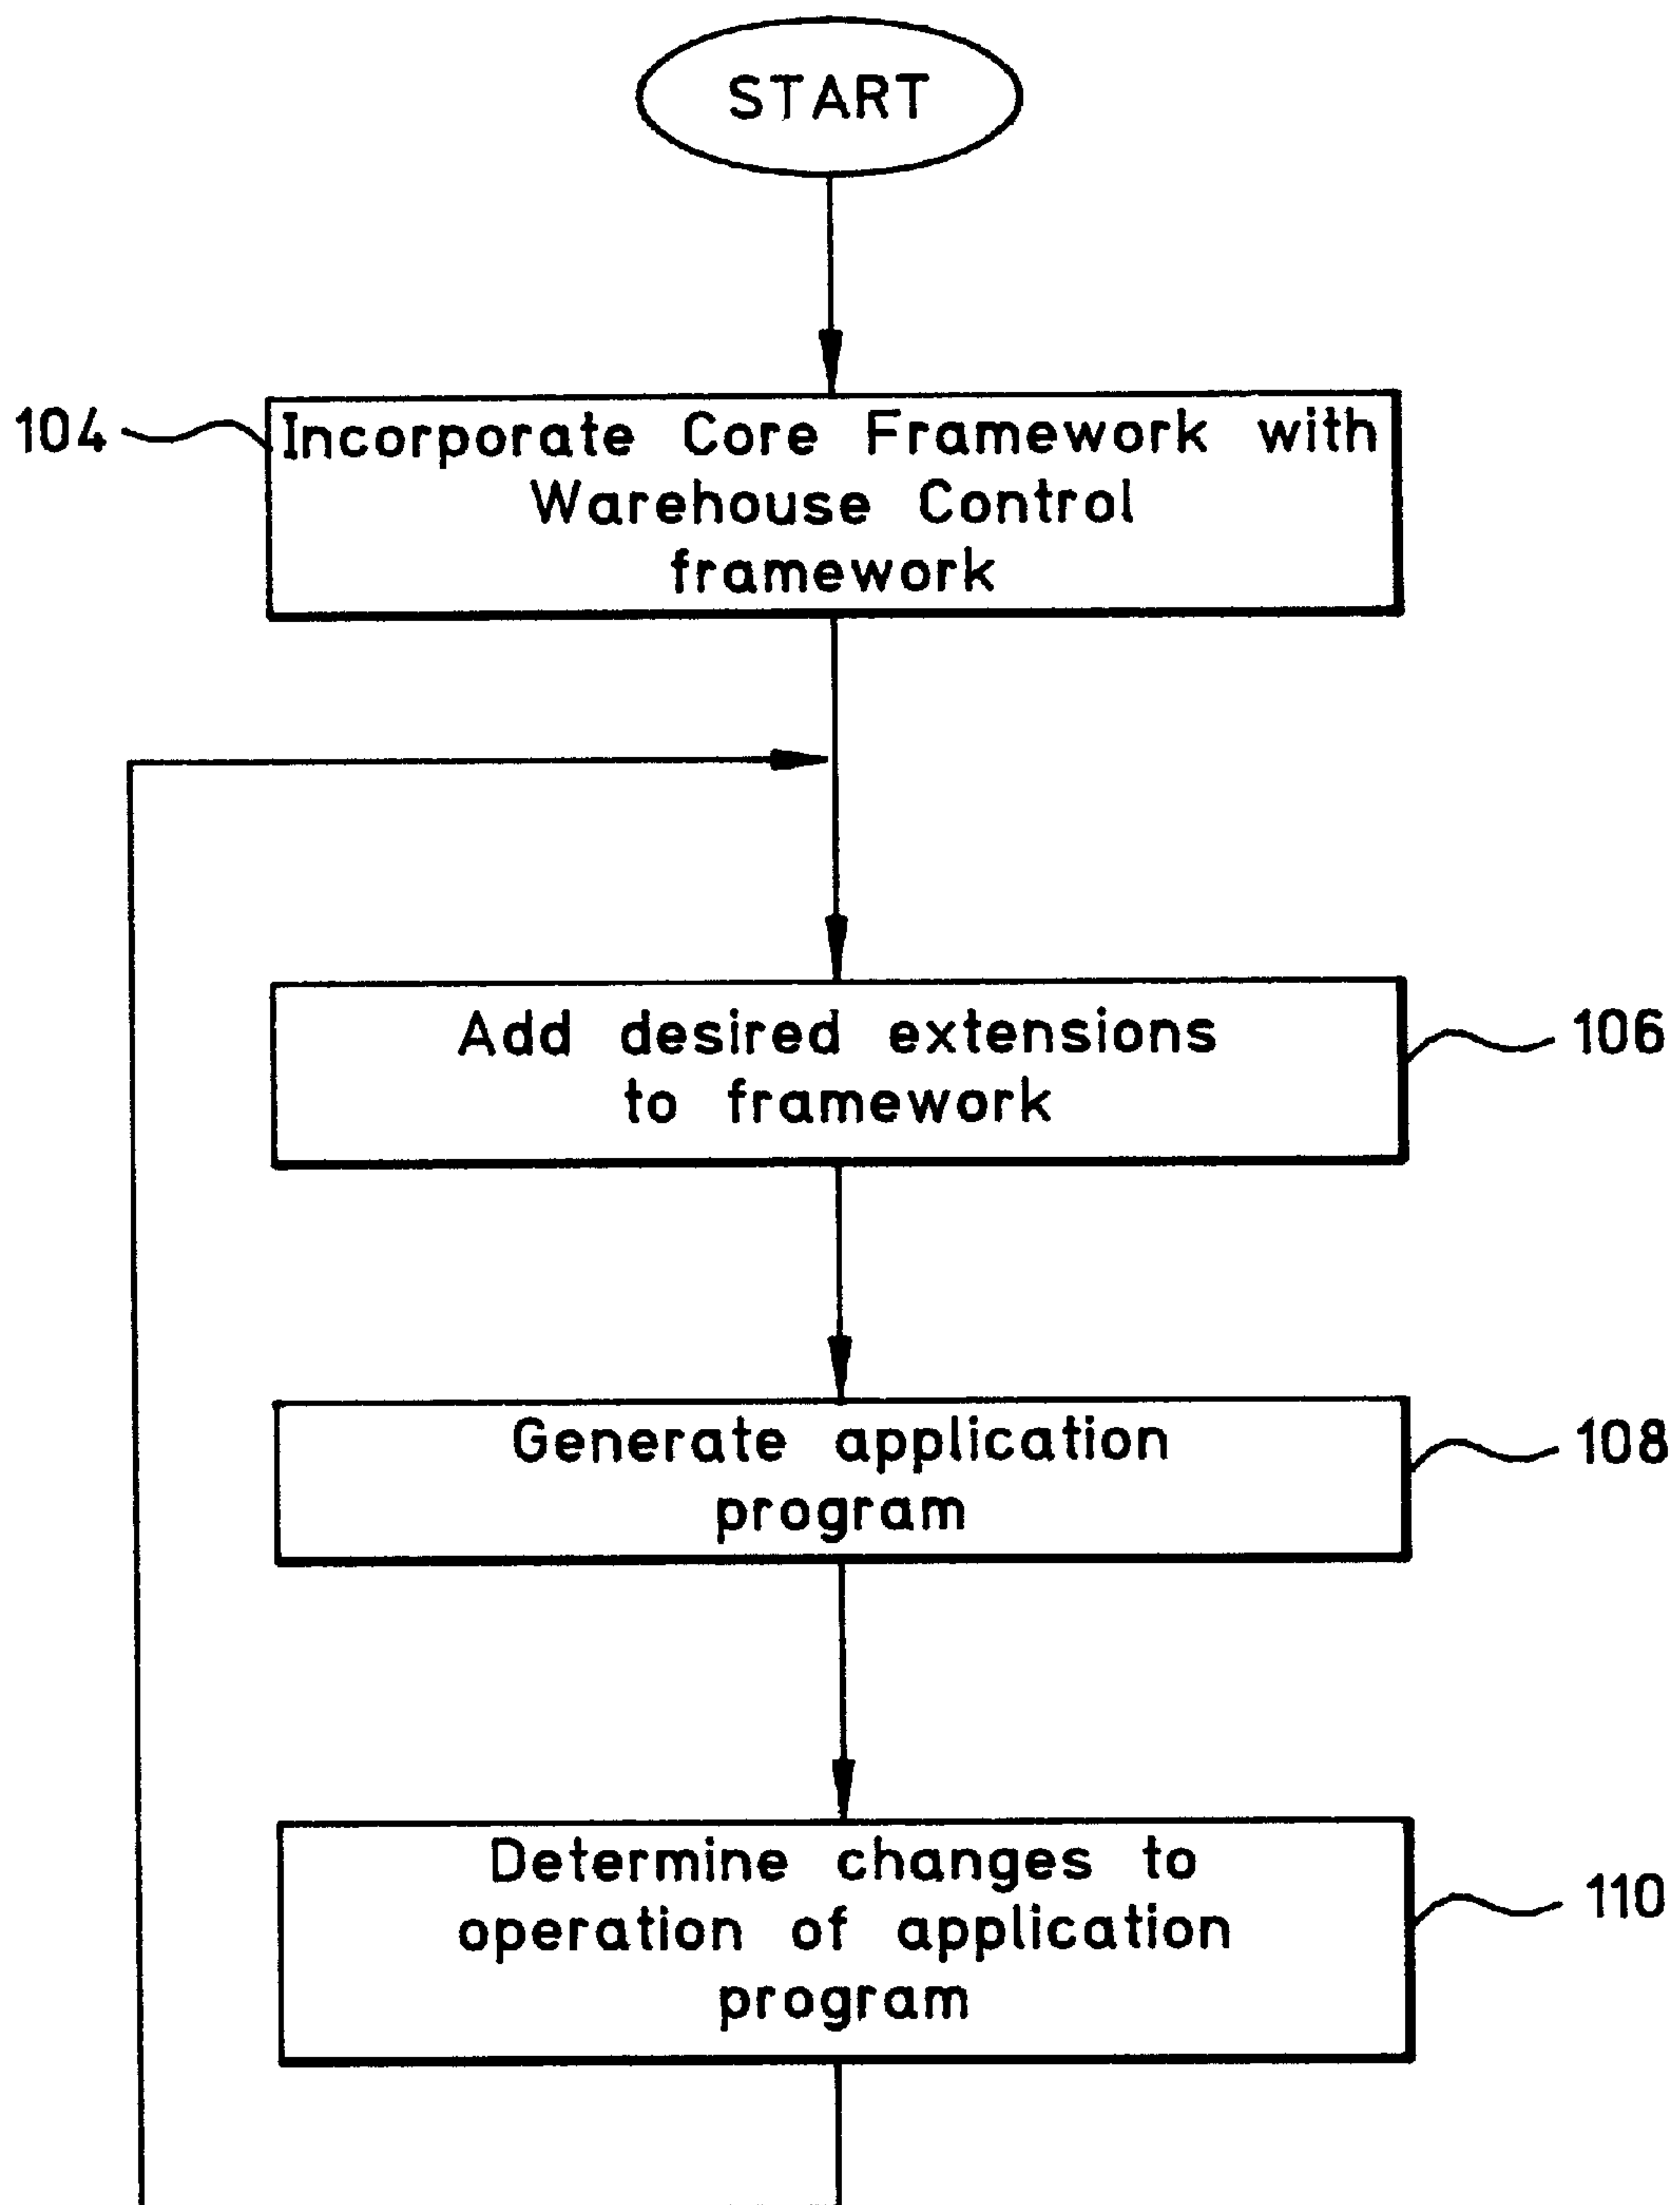 START
104
Incorporate Core Framework with
Warehouse Control
framework
Add desired extensions
to framework
106
Generate application
program
108
Determine changes to
operation of application
program
110